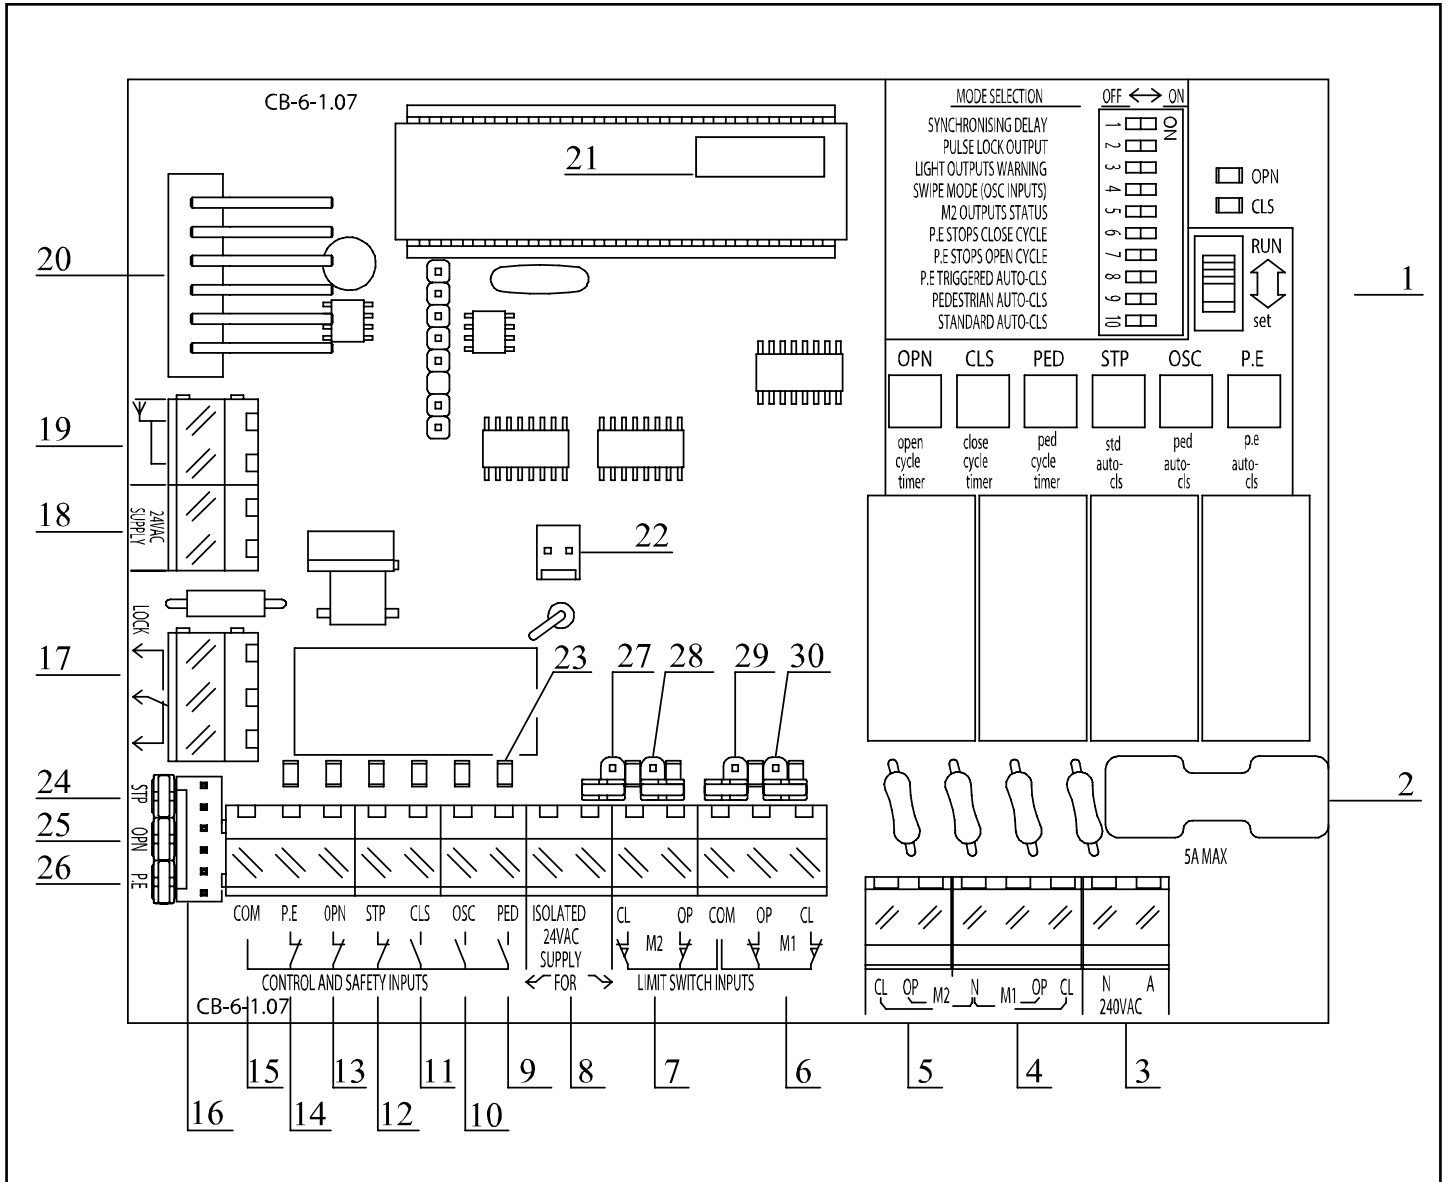 CB-6-1.07
MODE SELECTION OFF ON
SYNCHRONISING DELAY 1 ON
PULSE LOCK OUTPUT 2
LIGHT OUTPUTS WARNING 3
SWIPE MODE (OSC INPUTS) 4
M2 OUTPUTS STATUS 5
P.E STOPS CLOSE CYCLE 6
P.E STOPS OPEN CYCLE 7
P.E TRIGGERED AUTO-CLS 8
PEDESTRIAN AUTO-CLS 9
STANDARD AUTO-CLS 10
OPN
CLS
RUN
set
21
20
1
OPN CLS PED STP OSC P.E
open close ped std ped p.e
cycle cycle cycle auto- auto- auto-
timer timer timer cls cls cls
19
18
24VAC
SUPPLY
22
LOCK
17
23 27 28 29 30
24 STP
25 OPN
26 P.E
2
5A MAX
COM P.E OPN STP CLS OSC PED ISOLATED CL OP COM OP CL
24VAC M2 M1
SUPPLY
CONTROL AND SAFETY INPUTS FOR LIMIT SWITCH INPUTS
CL OP M2 N M1 OP CL N A
240VAC
CB-6-1.07
15 13 11 9 8 7 6 5 4 3
16 14 12 10